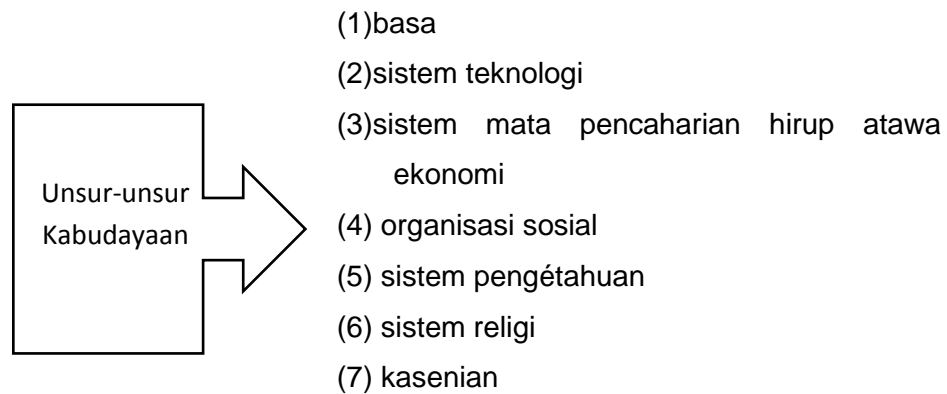 Unsur-unsur
Kabudayaan
(1)basa
(2)sistem teknologi
(3)sistem mata pencaharian hirup atawa
ekonomi
(4) organisasi sosial
(5) sistem pengétahuan
(6) sistem religi
(7) kasenian